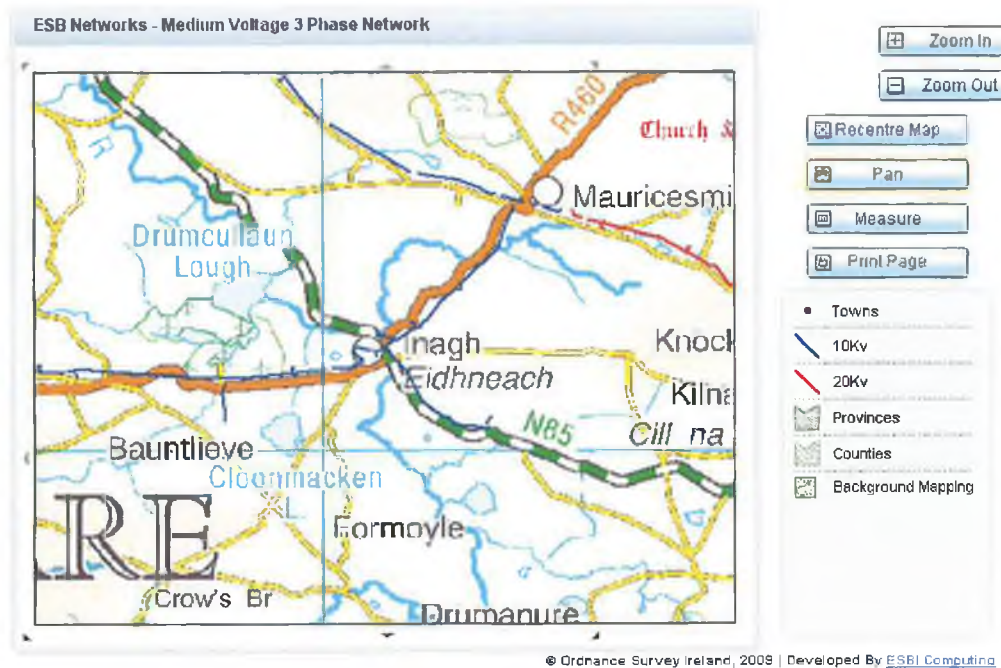 ESB Networks - Medium Voltage 3 Phase Network
Zoom In
Zoom Out
Recentre Map
Pan
Measure
Print Page
Towns
10Kv
20Kv
Provinces
Counties
Background Mapping
R460
Church &
Mauricesmi
R
Drumcullaun
Lough
Inagh
Eidhneach
Knock
Kilna
Cill na
N85
Bauntlieve
Cloonmacken
L
Formoyle
RE
Crow's Br
Drumanure
© Ordnance Survey Ireland, 2009 | Developed By ESBI Computing